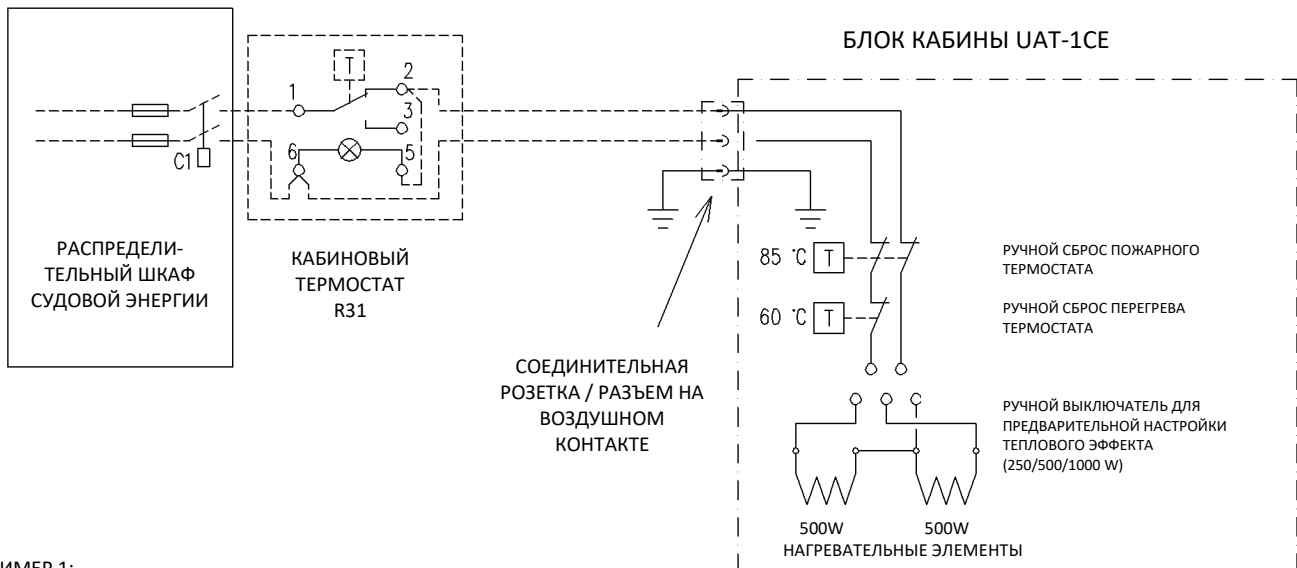 БЛОК КАБИНЫ UAT-1CE
T
1
2
3
6
5
C1
РАСПРЕДЕЛИ-
ТЕЛЬНЫЙ ШКАФ
СУДОВОЙ ЭНЕРГИИ
КАБИНОВЫЙ
ТЕРМОСТАТ
R31
СОЕДИНИТЕЛЬНАЯ
РОЗЕТКА / РАЗЪЕМ НА
ВОЗДУШНОМ
КОНТАКТЕ
85 °C T
РУЧНОЙ СБРОС ПОЖАРНОГО
ТЕРМОСТАТА
60 °C T
РУЧНОЙ СБРОС ПЕРЕГРЕВА
ТЕРМОСТАТА
РУЧНОЙ ВЫКЛЮЧАТЕЛЬ ДЛЯ
ПРЕДВАРИТЕЛЬНОЙ НАСТРОЙКИ
ТЕПЛОВОГО ЭФФЕКТА
(250/500/1000 W)
500W 500W
НАГРЕВАТЕЛЬНЫЕ ЭЛЕМЕНТЫ